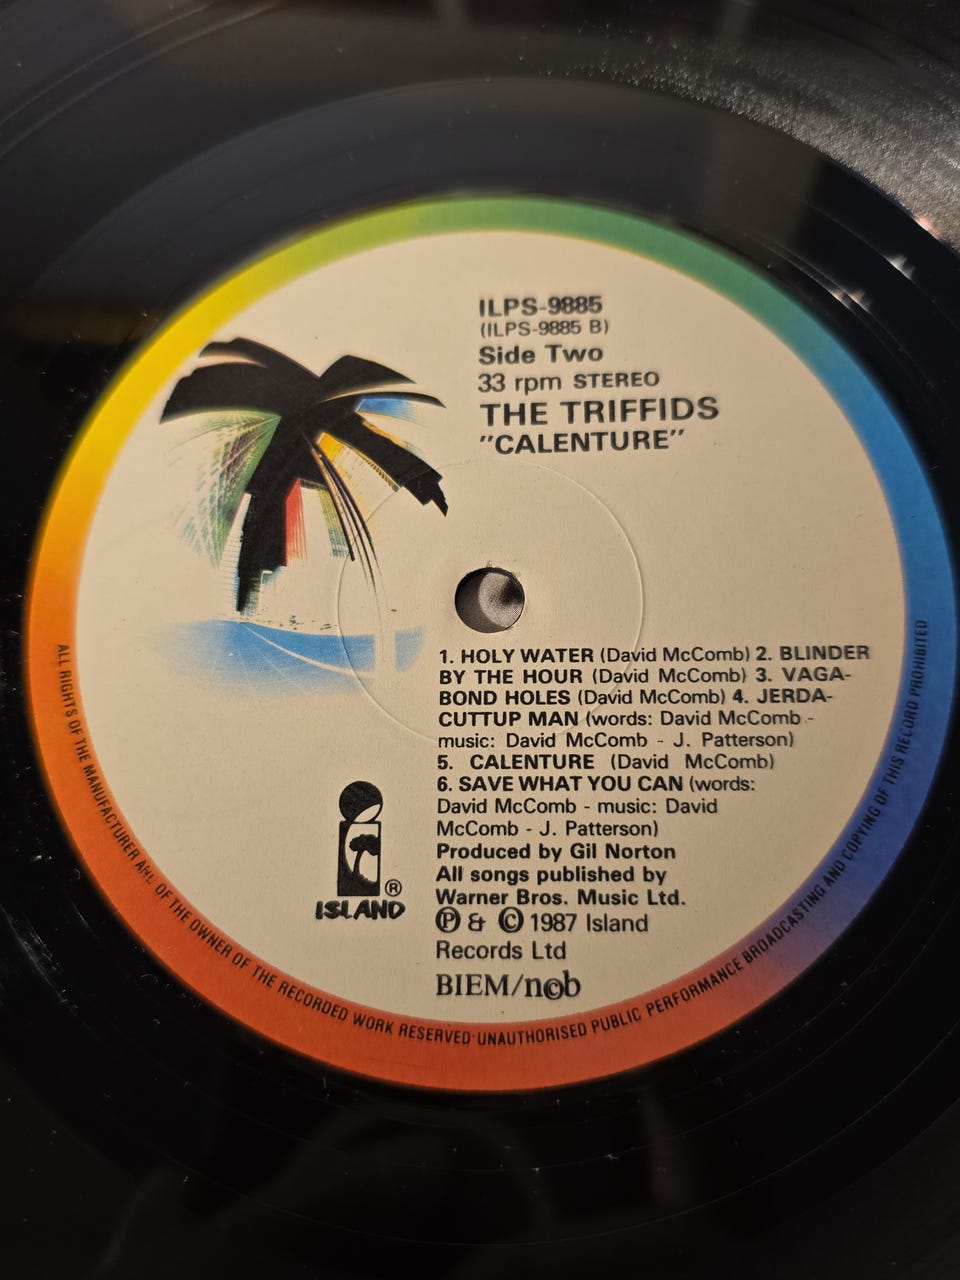 ILPS-9885
(ILPS-9885 B)
Side Two
33 rpm STEREO
THE TRIFFIDS
"CALENTURE"
1. HOLY WATER (David McComb) 2. BLINDER
BY THE HOUR (David McComb) 3. VAGA-
BOND HOLES (David McComb) 4. JERDA-
CUTTUP MAN (words: David McComb -
music: David McComb - J. Patterson)
5. CALENTURE (David McComb)
6. SAVE WHAT YOU CAN (words:
David McComb - music: David
McComb - J. Patterson)
Produced by Gil Norton
All songs published by
Warner Bros. Music Ltd.
Ⓟ & © 1987 Island
Records Ltd
BIEM/ncb
® 
ISLAND
ALL RIGHTS OF THE MANUFACTURER AND OF THE OWNER OF THE RECORDED WORK RESERVED UNAUTHORISED PUBLIC PERFORMANCE BROADCASTING AND COPYING OF THIS RECORD PROHIBITED